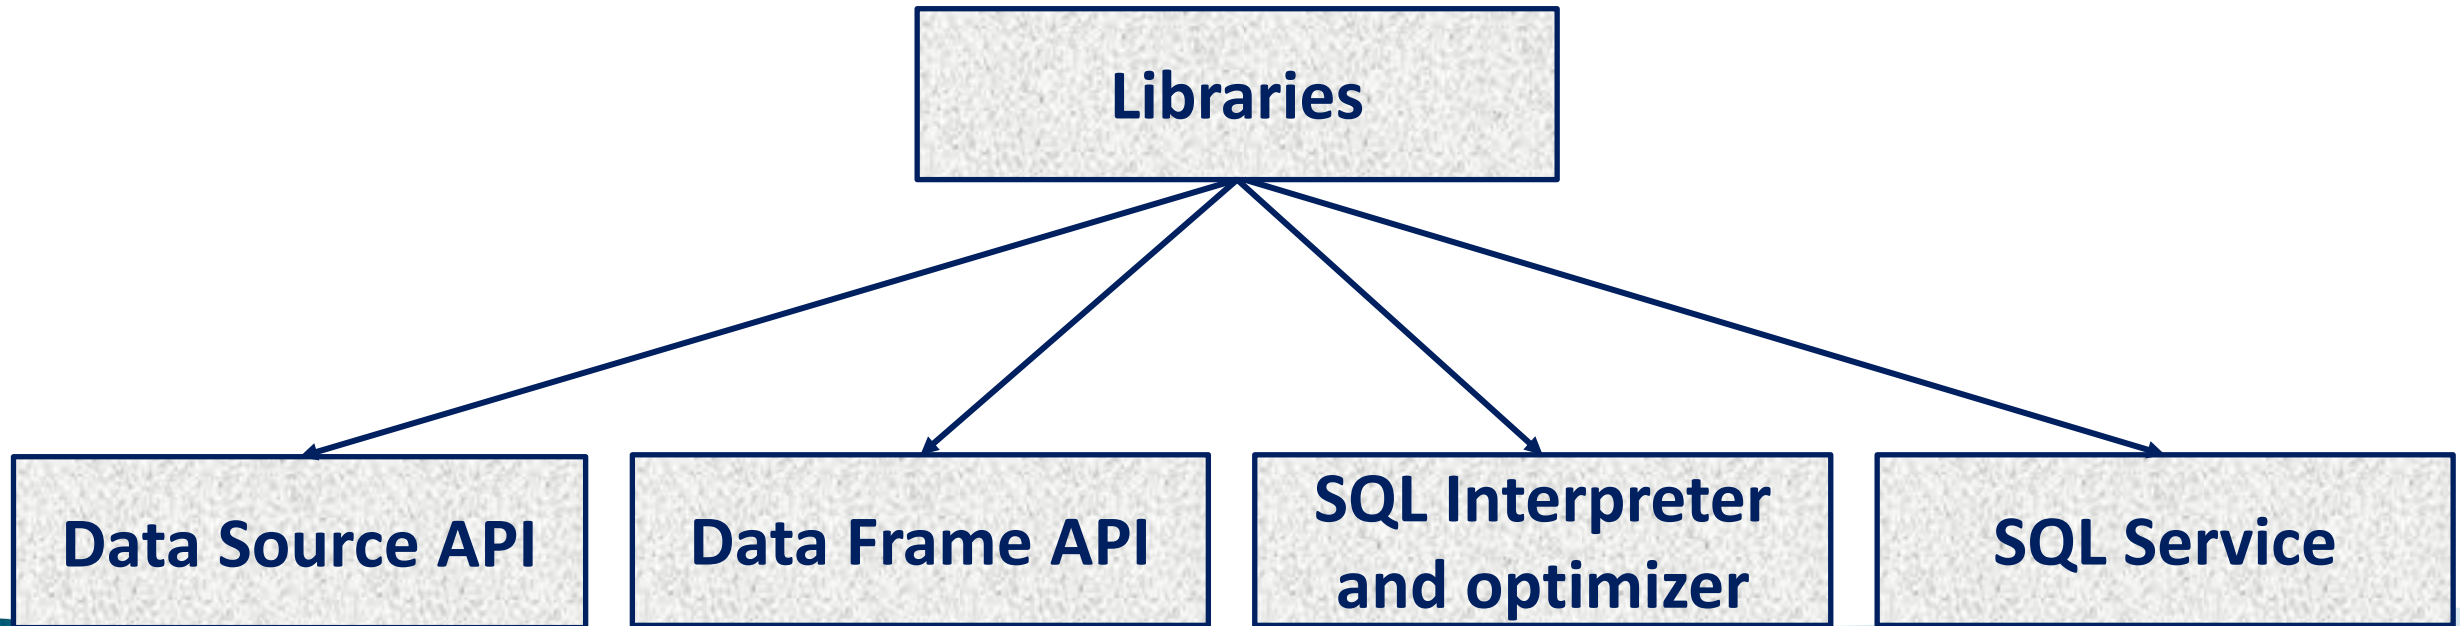 Libraries
Data Source API
Data Frame API
SQL Interpreter
and optimizer
SQL Service